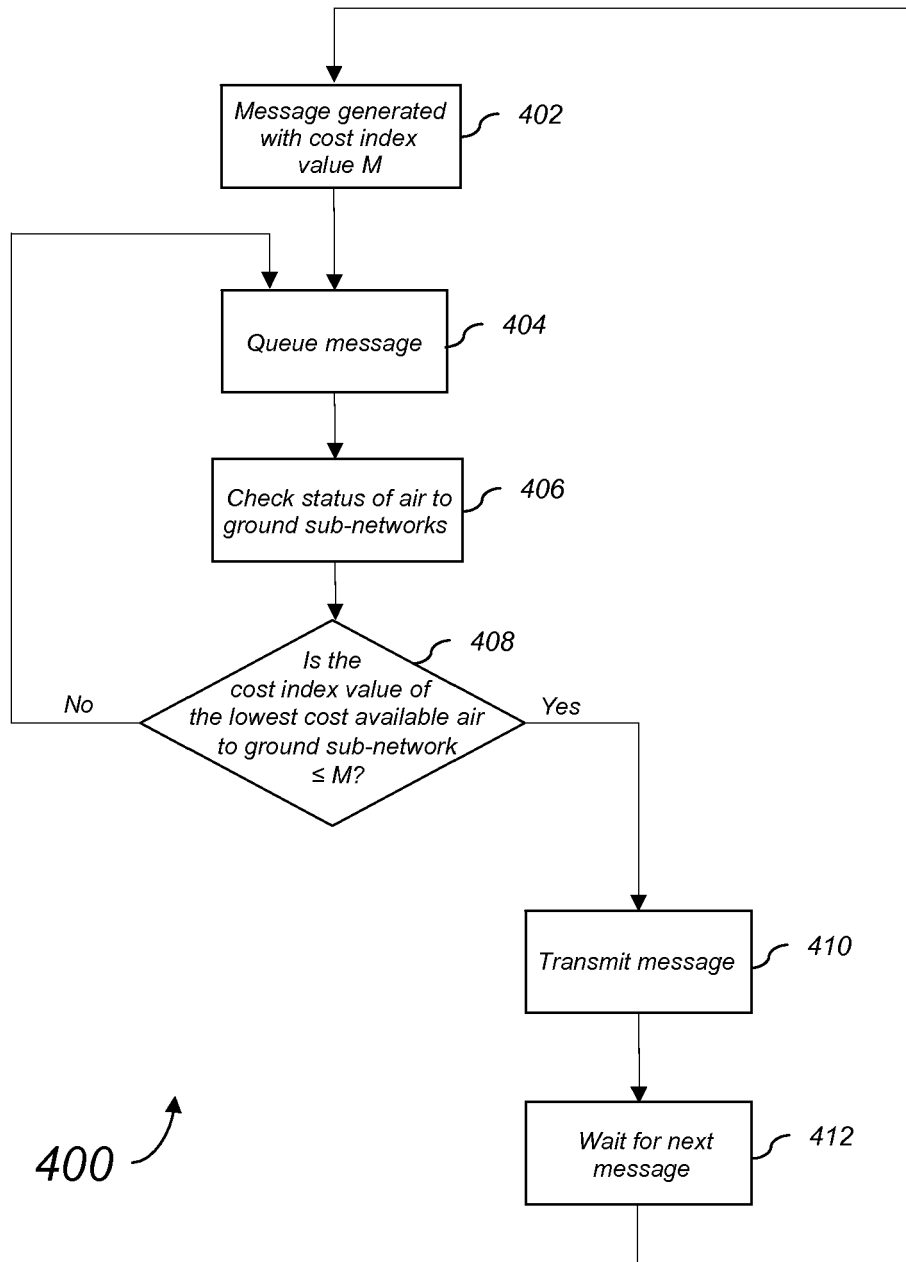 Message generated
with cost index
value M
402
Queue message
404
Check status of air to
ground sub-networks
406
408
Is the
cost index value of
the lowest cost available air
to ground sub-network
≤ M?
No
Yes
Transmit message
410
Wait for next
message
412
400